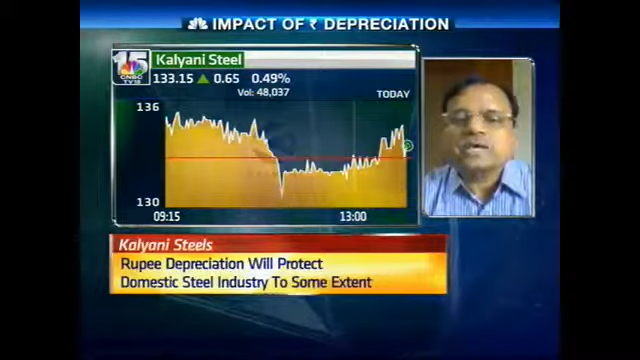 IMPACT OF ₹ DEPRECIATION
15
CNBC
TV18
Kalyani Steel
133.15 ▲ 0.65 0.49%
Vol: 48,037
TODAY
136
130
09:15 13:00
Kalyani Steels
Rupee Depreciation Will Protect
Domestic Steel Industry To Some Extent